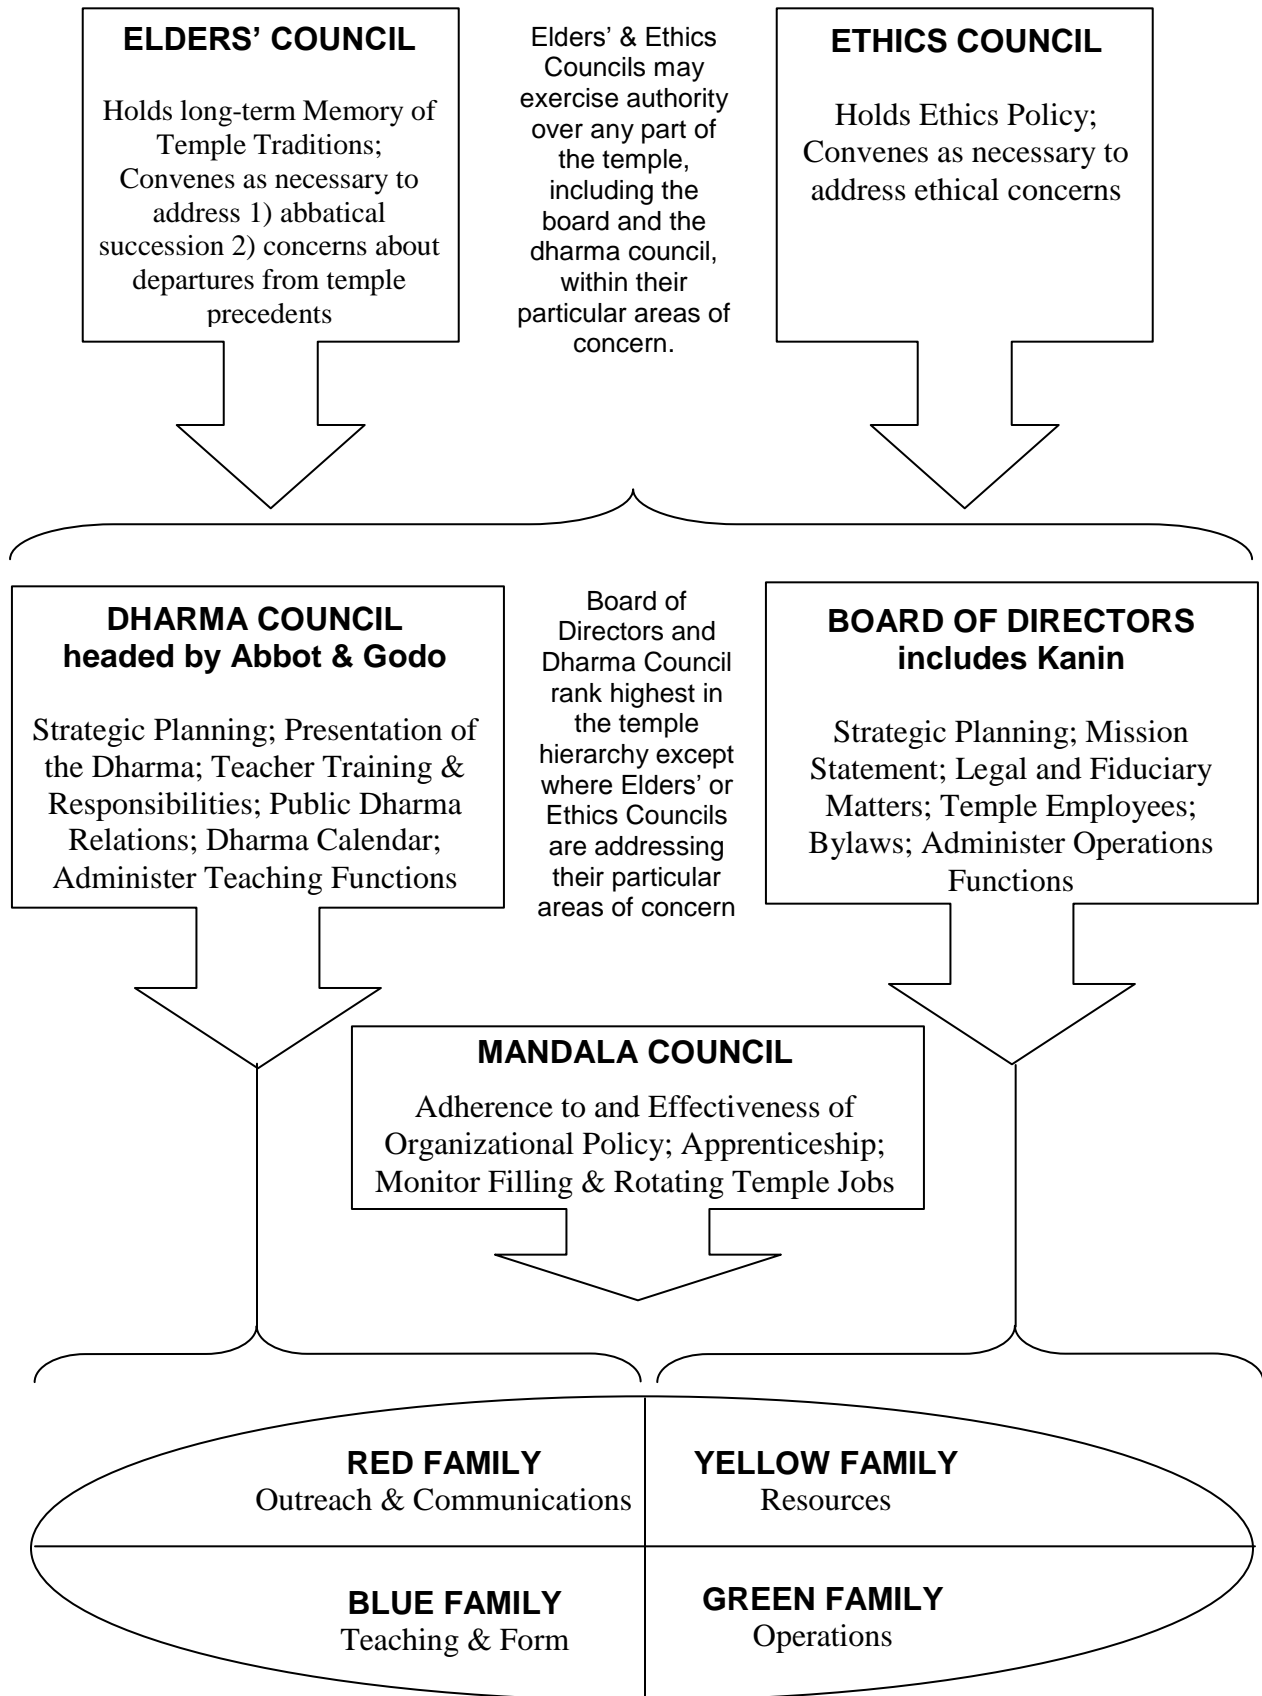 ELDERS’ COUNCIL
Holds long-term Memory of
Temple Traditions;
Convenes as necessary to
address 1) abbatical
succession 2) concerns about
departures from temple
precedents
Elders’ & Ethics
Councils may
exercise authority
over any part of
the temple,
including the
board and the
dharma council,
within their
particular areas of
concern.
ETHICS COUNCIL
Holds Ethics Policy;
Convenes as necessary to
address ethical concerns
DHARMA COUNCIL
headed by Abbot & Godo
Strategic Planning; Presentation of
the Dharma; Teacher Training &
Responsibilities; Public Dharma
Relations; Dharma Calendar;
Administer Teaching Functions
Board of
Directors and
Dharma Council
rank highest in
the temple
hierarchy except
where Elders’ or
Ethics Councils
are addressing
their particular
areas of concern
BOARD OF DIRECTORS
includes Kanin
Strategic Planning; Mission
Statement; Legal and Fiduciary
Matters; Temple Employees;
Bylaws; Administer Operations
Functions
MANDALA COUNCIL
Adherence to and Effectiveness of
Organizational Policy; Apprenticeship;
Monitor Filling & Rotating Temple Jobs
RED FAMILY
Outreach & Communications
YELLOW FAMILY
Resources
BLUE FAMILY
Teaching & Form
GREEN FAMILY
Operations